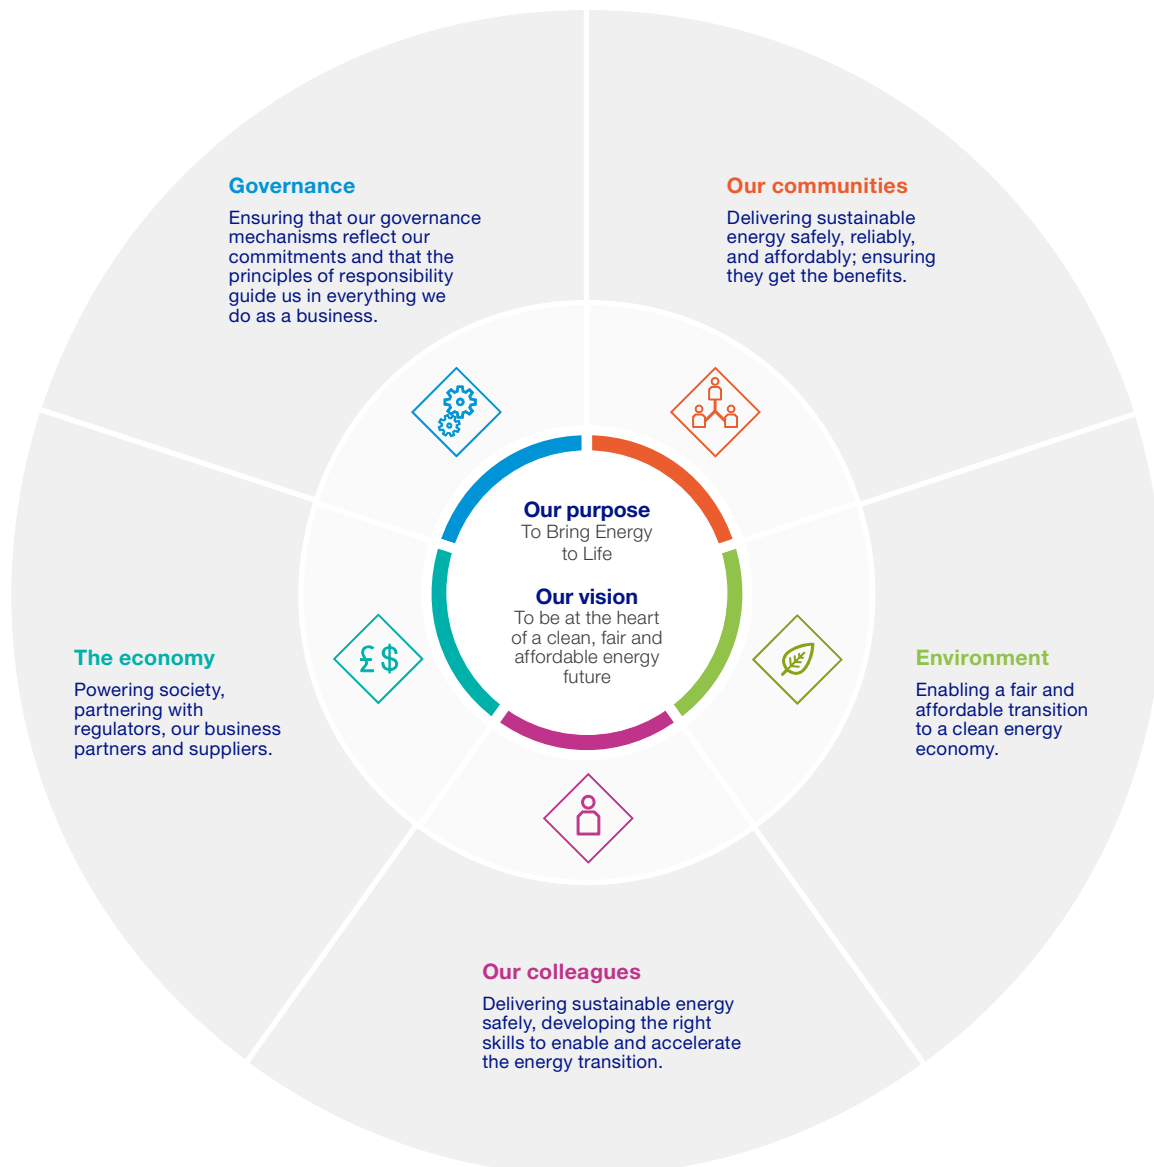 Governance
Ensuring that our governance
mechanisms reflect our
commitments and that the
principles of responsibility
guide us in everything we
do as a business.
Our communities
Delivering sustainable
energy safely, reliably,
and affordably; ensuring
they get the benefits.
Our purpose
To Bring Energy
to Life
Our vision
To be at the heart
of a clean, fair and
affordable energy
future
£$
The economy
Powering society,
partnering with
regulators, our business
partners and suppliers.
Environment
Enabling a fair and
affordable transition
to a clean energy
economy.
Our colleagues
Delivering sustainable energy
safely, developing the right
skills to enable and accelerate
the energy transition.